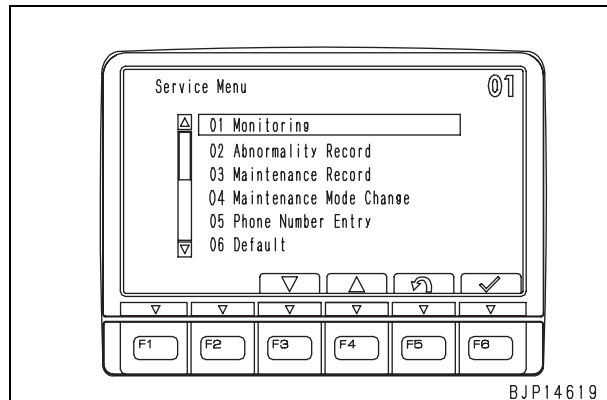 Service Menu 01
01 Monitoring
02 Abnormality Record
03 Maintenance Record
04 Maintenance Mode Change
05 Phone Number Entry
06 Default
F1 F2 F3 F4 F5 F6
BJP14619